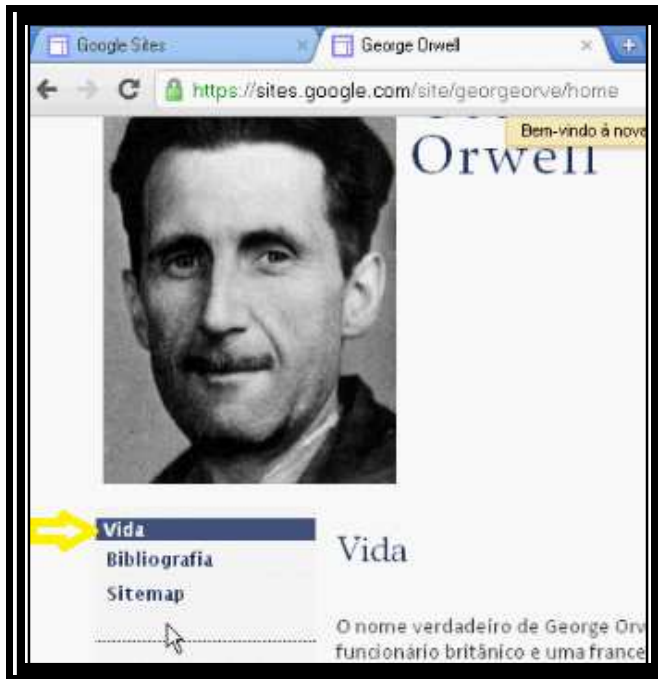 Google Sites
George Orwell
https://sites.google.com/site/georgeorve/home
Bem-vindo à nova
Orwell
Vida
Bibliografia
Sitemap
Vida
O nome verdadeiro de George Orv
funcionário britânico e uma france